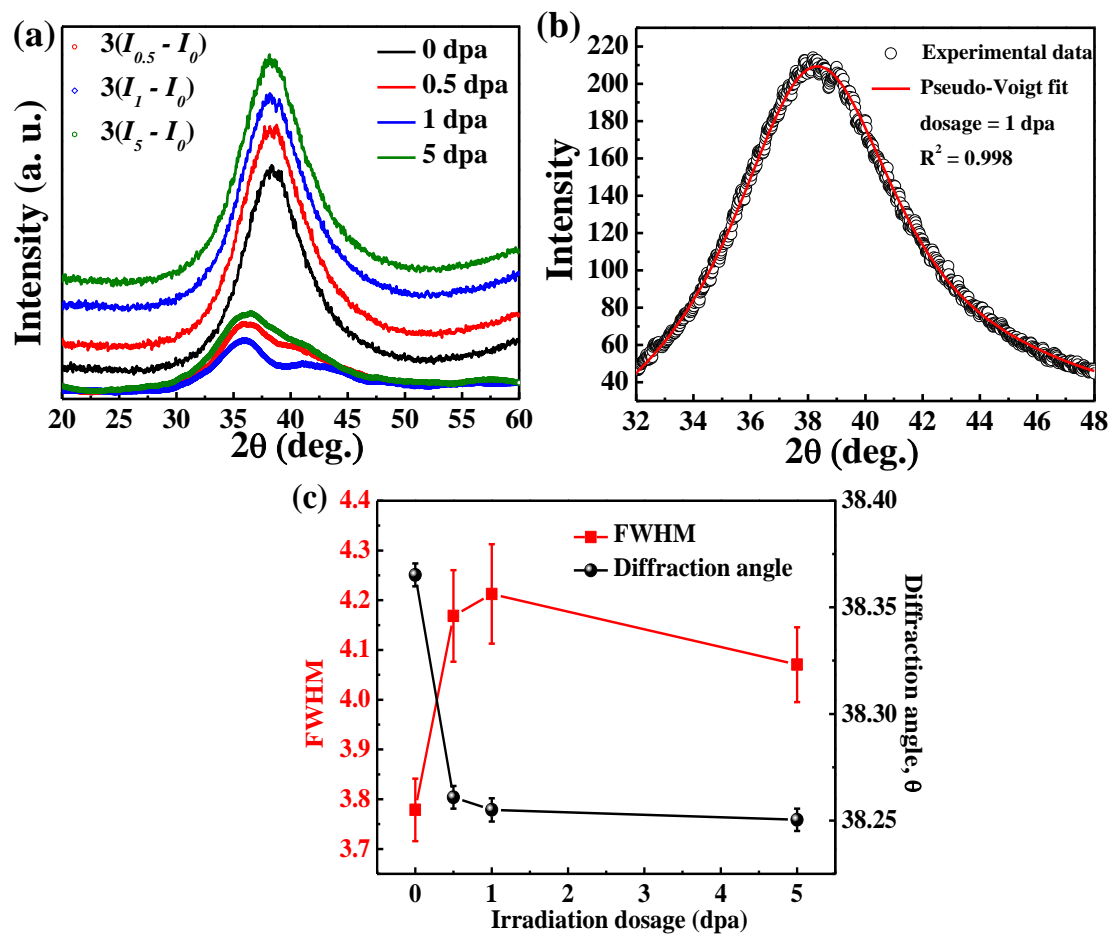 (a)
3(I0.5 - I0)
3(I1 - I0)
3(I5 - I0)
0 dpa
0.5 dpa
1 dpa
5 dpa
Intensity (a. u.)
20 25 30 35 40 45 50 55 60
2θ (deg.)
(b)
220
200
180
160
140
120
100
80
60
40
Intensity
Experimental data
Pseudo-Voigt fit
dosage = 1 dpa
R² = 0.998
32 34 36 38 40 42 44 46 48
2θ (deg.)
(c)
4.4
4.3
4.2
4.1
4.0
3.9
3.8
3.7
FWHM
FWHM
Diffraction angle
38.40
38.35
38.30
38.25
Diffraction angle, θ
0 1 2 3 4 5
Irradiation dosage (dpa)